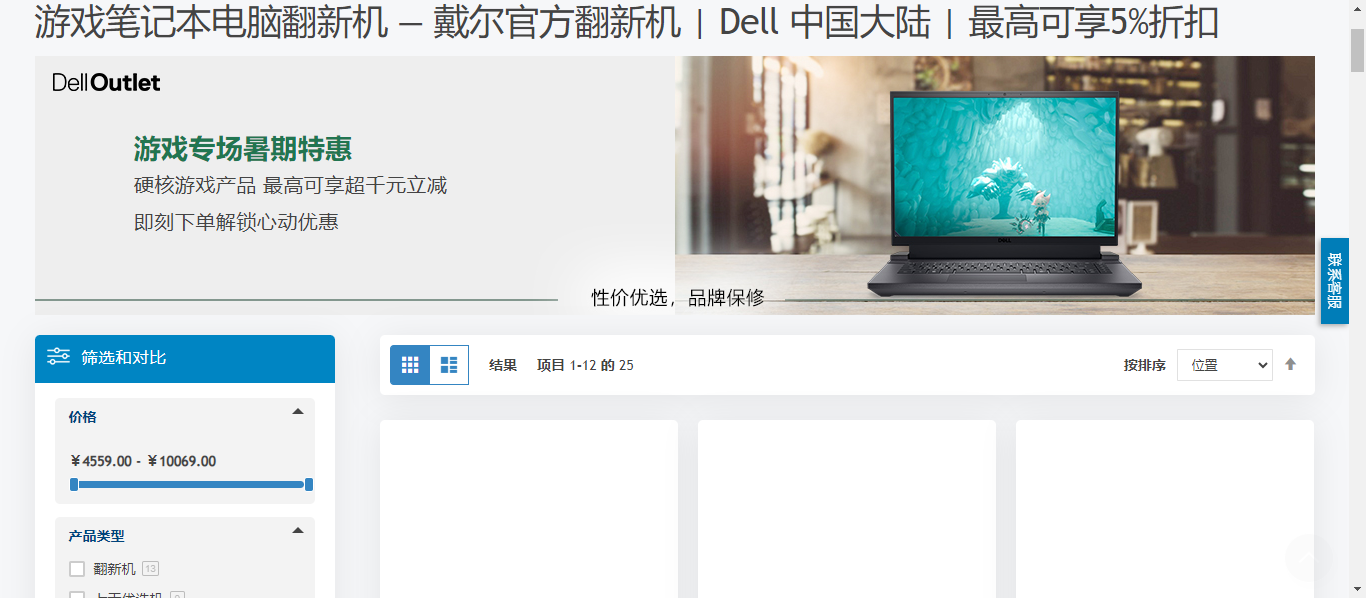 游戏笔记本电脑翻新机 – 戴尔官方翻新机 | Dell 中国大陆 | 最高可享5%折扣
DellOutlet
游戏专场暑期特惠
硬核游戏产品 最高可享超千元立减
即刻下单解锁心动优惠
性价优选，品牌保修
联系客服
筛选和对比
结果 项目 1-12 的 25
按排序 位置
价格
¥4559.00 - ¥10069.00
产品类型
翻新机 13